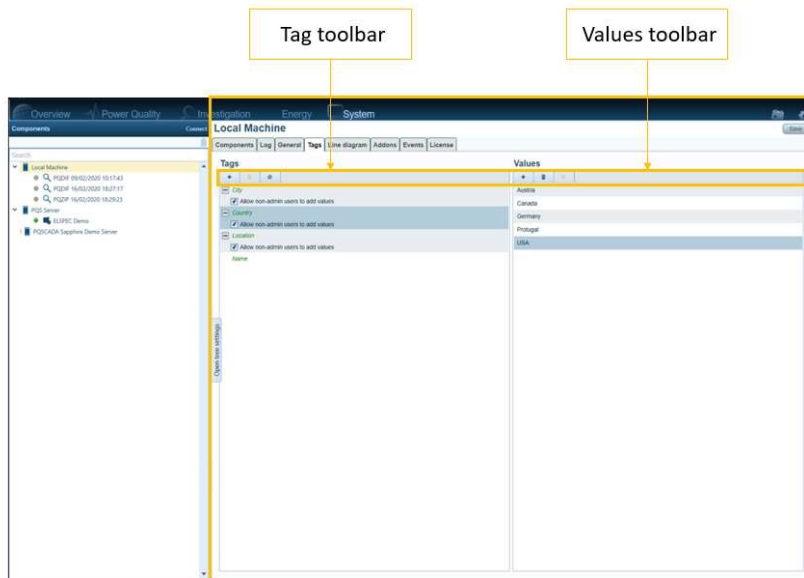 Tag toolbar
Values toolbar
Overview
Power Quality
Investigation
Energy
System
Components
Connect
Local Machine
Save
Components
Log
General
Tags
Line diagram
Addons
Events
License
Search
Local Machine
PQDIF 09/02/2020 10:17:43
PQDIF 16/02/2020 18:27:17
PQZIP 16/02/2020 18:29:23
PQS Server
ELSPEC Demo
PQSCADA Sapphire Demo Server
Open tree settings
Tags
City
Allow non-admin users to add values
Country
Allow non-admin users to add values
Location
Allow non-admin users to add values
Name
Values
Austria
Canada
Germany
Protugal
USA